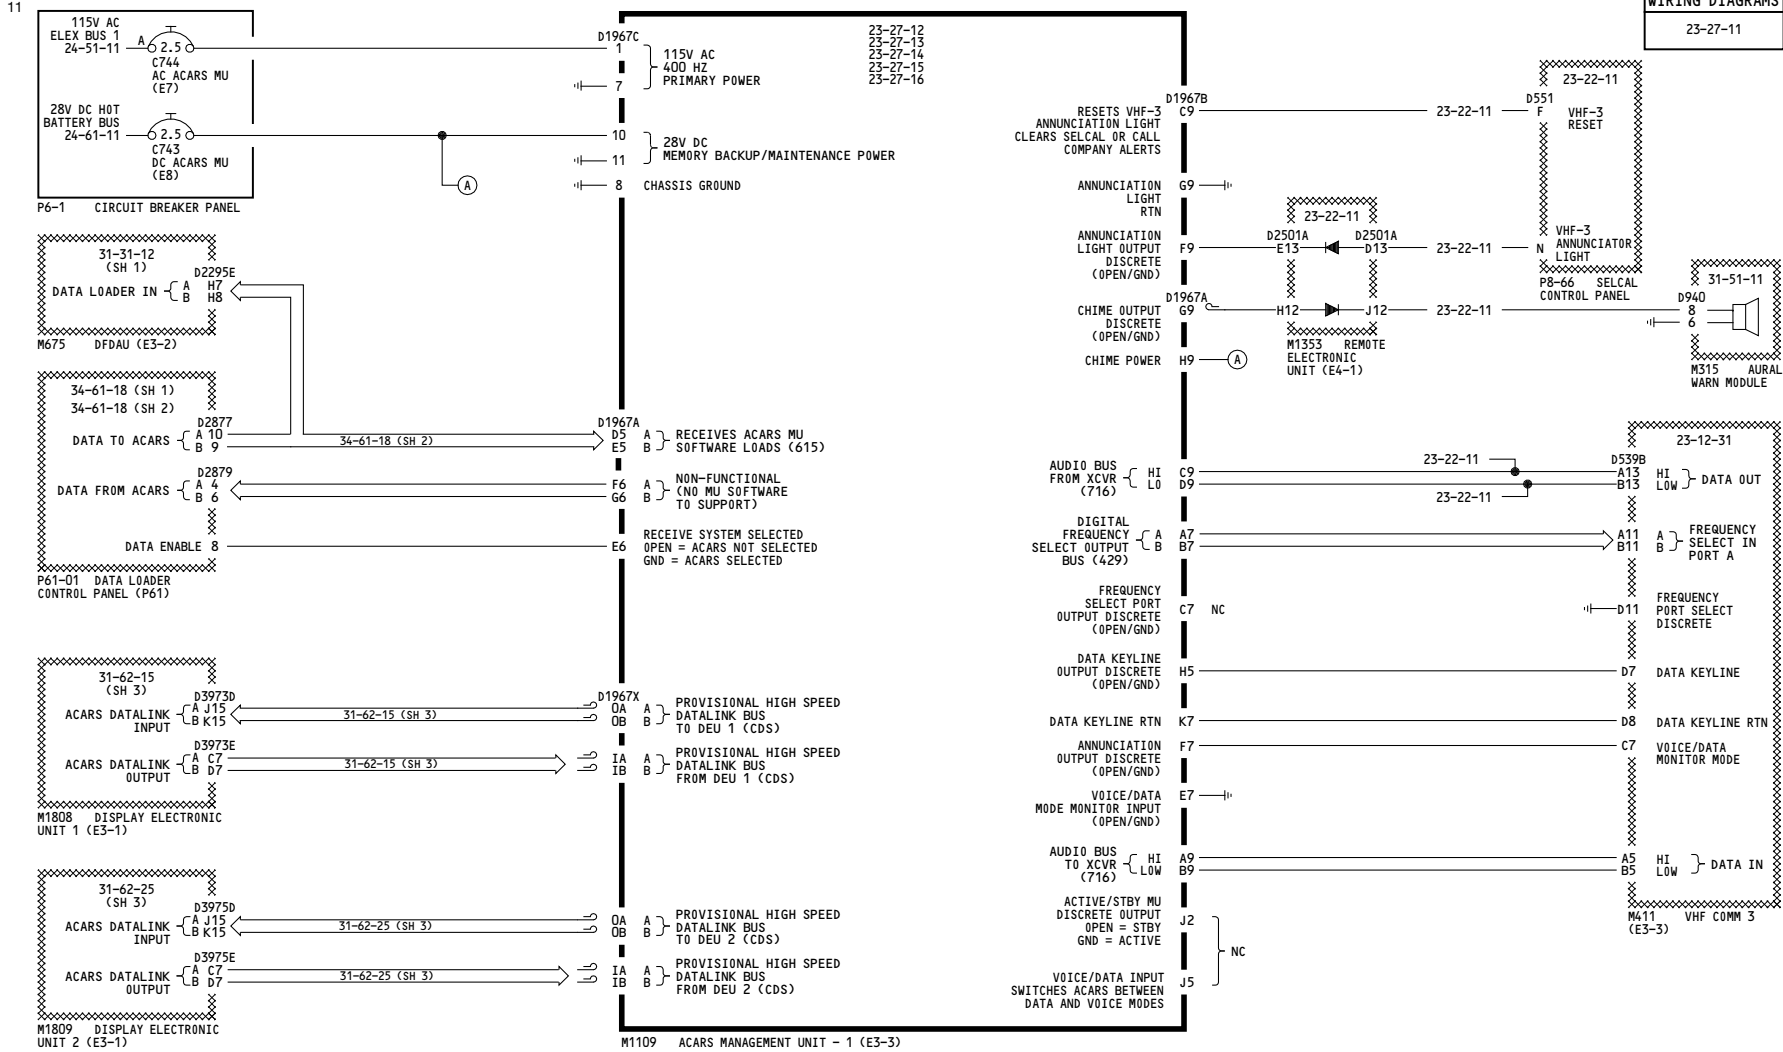 11
WIRING DIAGRAMS
23-27-11
115V AC
ELEX BUS 1
24-51-11
A
2.5
C744
AC ACARS MU
(E7)
28V DC HOT
BATTERY BUS
24-61-11
2.5
C743
DC ACARS MU
(E8)
A
P6-1 CIRCUIT BREAKER PANEL
31-31-12
(SH 1)
D2295E
DATA LOADER IN { A H7
B H8
M675 DFDAU (E3-2)
34-61-18 (SH 1)
34-61-18 (SH 2)
D2877
DATA TO ACARS { A 10
B 9
34-61-18 (SH 2)
D2879
DATA FROM ACARS { A 4
B 6
DATA ENABLE 8
P61-01 DATA LOADER
CONTROL PANEL (P61)
31-62-15
(SH 3)
D3973D
ACARS DATALINK
INPUT { A J15
B K15
31-62-15 (SH 3)
D3973E
ACARS DATALINK
OUTPUT { A C7
B D7
31-62-15 (SH 3)
M1808 DISPLAY ELECTRONIC
UNIT 1 (E3-1)
31-62-25
(SH 3)
D3975D
ACARS DATALINK
INPUT { A J15
B K15
31-62-25 (SH 3)
D3975E
ACARS DATALINK
OUTPUT { A C7
B D7
31-62-25 (SH 3)
M1809 DISPLAY ELECTRONIC
UNIT 2 (E3-1)
D1967C
1
7
115V AC
400 HZ
PRIMARY POWER
10
11
28V DC
MEMORY BACKUP/MAINTENANCE POWER
8 CHASSIS GROUND
D1967A
D5 A
E5 B
RECEIVES ACARS MU
SOFTWARE LOADS (615)
F6 A
G6 B
NON-FUNCTIONAL
(NO MU SOFTWARE
TO SUPPORT)
E6
RECEIVE SYSTEM SELECTED
OPEN = ACARS NOT SELECTED
GND = ACARS SELECTED
D1967X
OA A
OB B
PROVISIONAL HIGH SPEED
DATALINK BUS
TO DEU 1 (CDS)
IA A
IB B
PROVISIONAL HIGH SPEED
DATALINK BUS
FROM DEU 1 (CDS)
OA A
OB B
PROVISIONAL HIGH SPEED
DATALINK BUS
TO DEU 2 (CDS)
IA A
IB B
PROVISIONAL HIGH SPEED
DATALINK BUS
FROM DEU 2 (CDS)
M1109 ACARS MANAGEMENT UNIT - 1 (E3-3)
23-27-12
23-27-13
23-27-14
23-27-15
23-27-16
D1967B
RESETS VHF-3 C9
ANNUNCIATION LIGHT
CLEARS SELCAL OR CALL
COMPANY ALERTS
23-22-11
ANNUNCIATION G9
LIGHT
RTN
ANNUNCIATION
LIGHT OUTPUT F9
DISCRETE
(OPEN/GND)
D1967A
CHIME OUTPUT G9
DISCRETE
(OPEN/GND)
CHIME POWER H9
A
23-22-11
D2501A
E13
D2501A
D13
23-22-11
H12
J12
23-22-11
M1353 REMOTE
ELECTRONIC
UNIT (E4-1)
23-22-11
D551
F
VHF-3
RESET
N
VHF-3
ANNUNCIATOR
LIGHT
P8-66 SELCAL
CONTROL PANEL
31-51-11
D940
8
6
M315 AURAL
WARN MODULE
AUDIO BUS
FROM XCVR
(716)
HI C9
LO D9
23-22-11
23-22-11
DIGITAL
FREQUENCY
SELECT OUTPUT
BUS (429)
A A7
B B7
FREQUENCY
SELECT PORT
OUTPUT DISCRETE
(OPEN/GND)
C7 NC
DATA KEYLINE
OUTPUT DISCRETE H5
(OPEN/GND)
DATA KEYLINE RTN K7
ANNUNCIATION F7
OUTPUT DISCRETE
(OPEN/GND)
VOICE/DATA E7
MODE MONITOR INPUT
(OPEN/GND)
AUDIO BUS
TO XCVR
(716)
HI A9
LOW B9
ACTIVE/STBY MU
DISCRETE OUTPUT
OPEN = STBY
GND = ACTIVE
J2
NC
VOICE/DATA INPUT J5
SWITCHES ACARS BETWEEN
DATA AND VOICE MODES
23-12-31
D539B
A13 HI
B13 LOW
DATA OUT
A11 A
B11 B
FREQUENCY
SELECT IN
PORT A
D11
FREQUENCY
PORT SELECT
DISCRETE
D7 DATA KEYLINE
D8 DATA KEYLINE RTN
C7 VOICE/DATA
MONITOR MODE
A5 HI
B5 LOW
DATA IN
M411 VHF COMM 3
(E3-3)